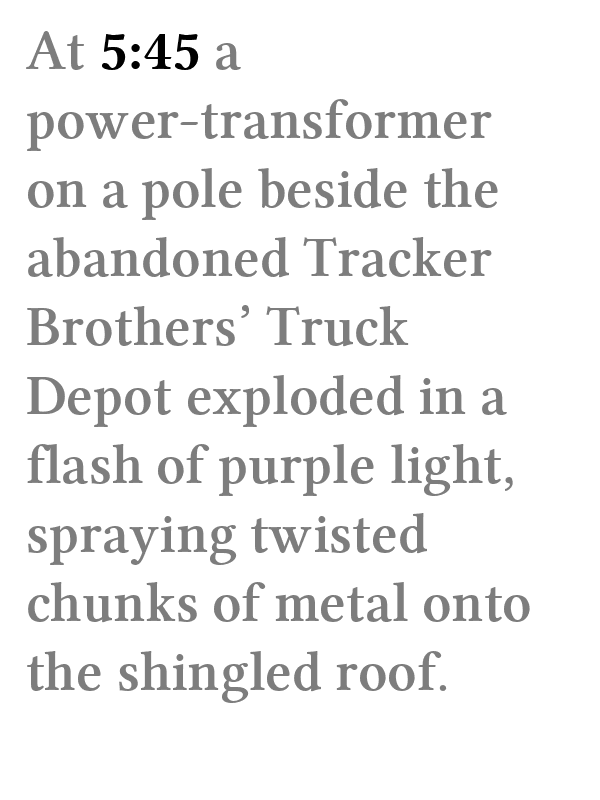 At 5:45 a
power-transformer
on a pole beside the
abandoned Tracker
Brothers’ Truck
Depot exploded in a
flash of purple light,
spraying twisted
chunks of metal onto
the shingled roof.